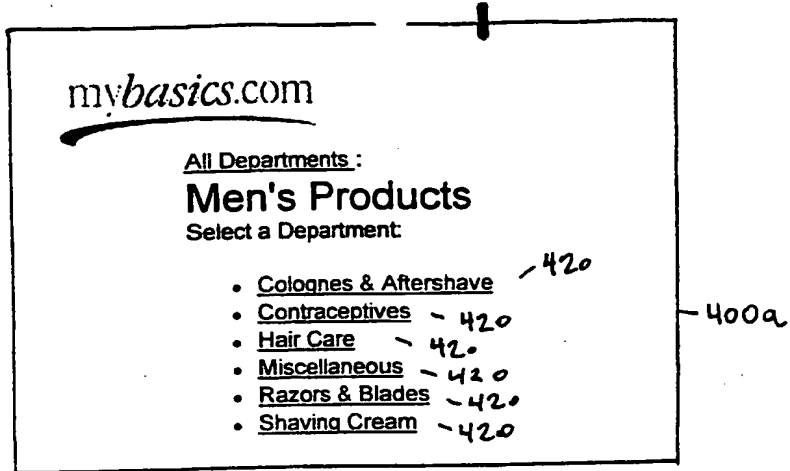 mybasics.com
All Departments :
Men's Products
Select a Department:
• Colognes & Aftershave 420
• Contraceptives 420
• Hair Care 420
• Miscellaneous 420
• Razors & Blades 420
• Shaving Cream 420
400a